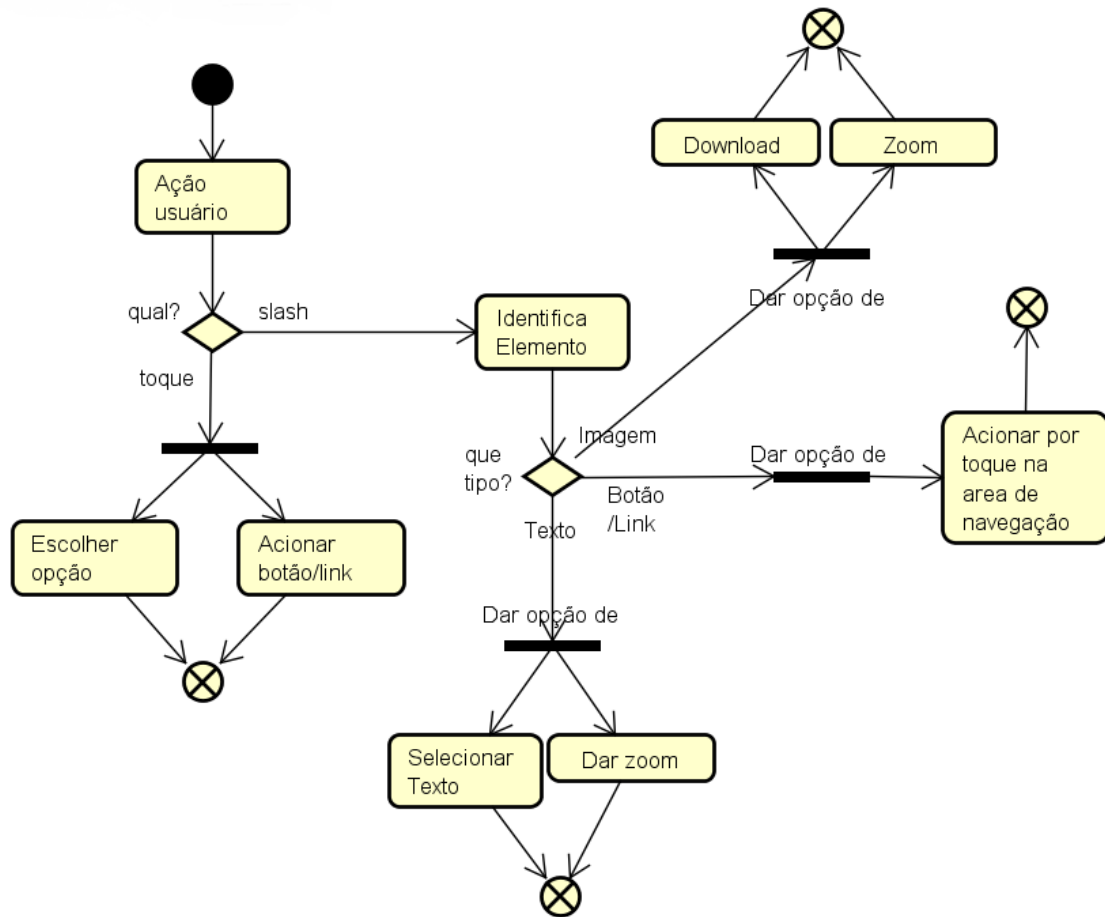 Download
Zoom
Ação
usuário
Dar opção de
qual?
slash
Identifica
Elemento
toque
Imagem
que
tipo?
Dar opção de
Botão
/Link
Acionar por
toque na
area de
navegação
Texto
Escolher
opção
Acionar
botão/link
Dar opção de
Selecionar
Texto
Dar zoom